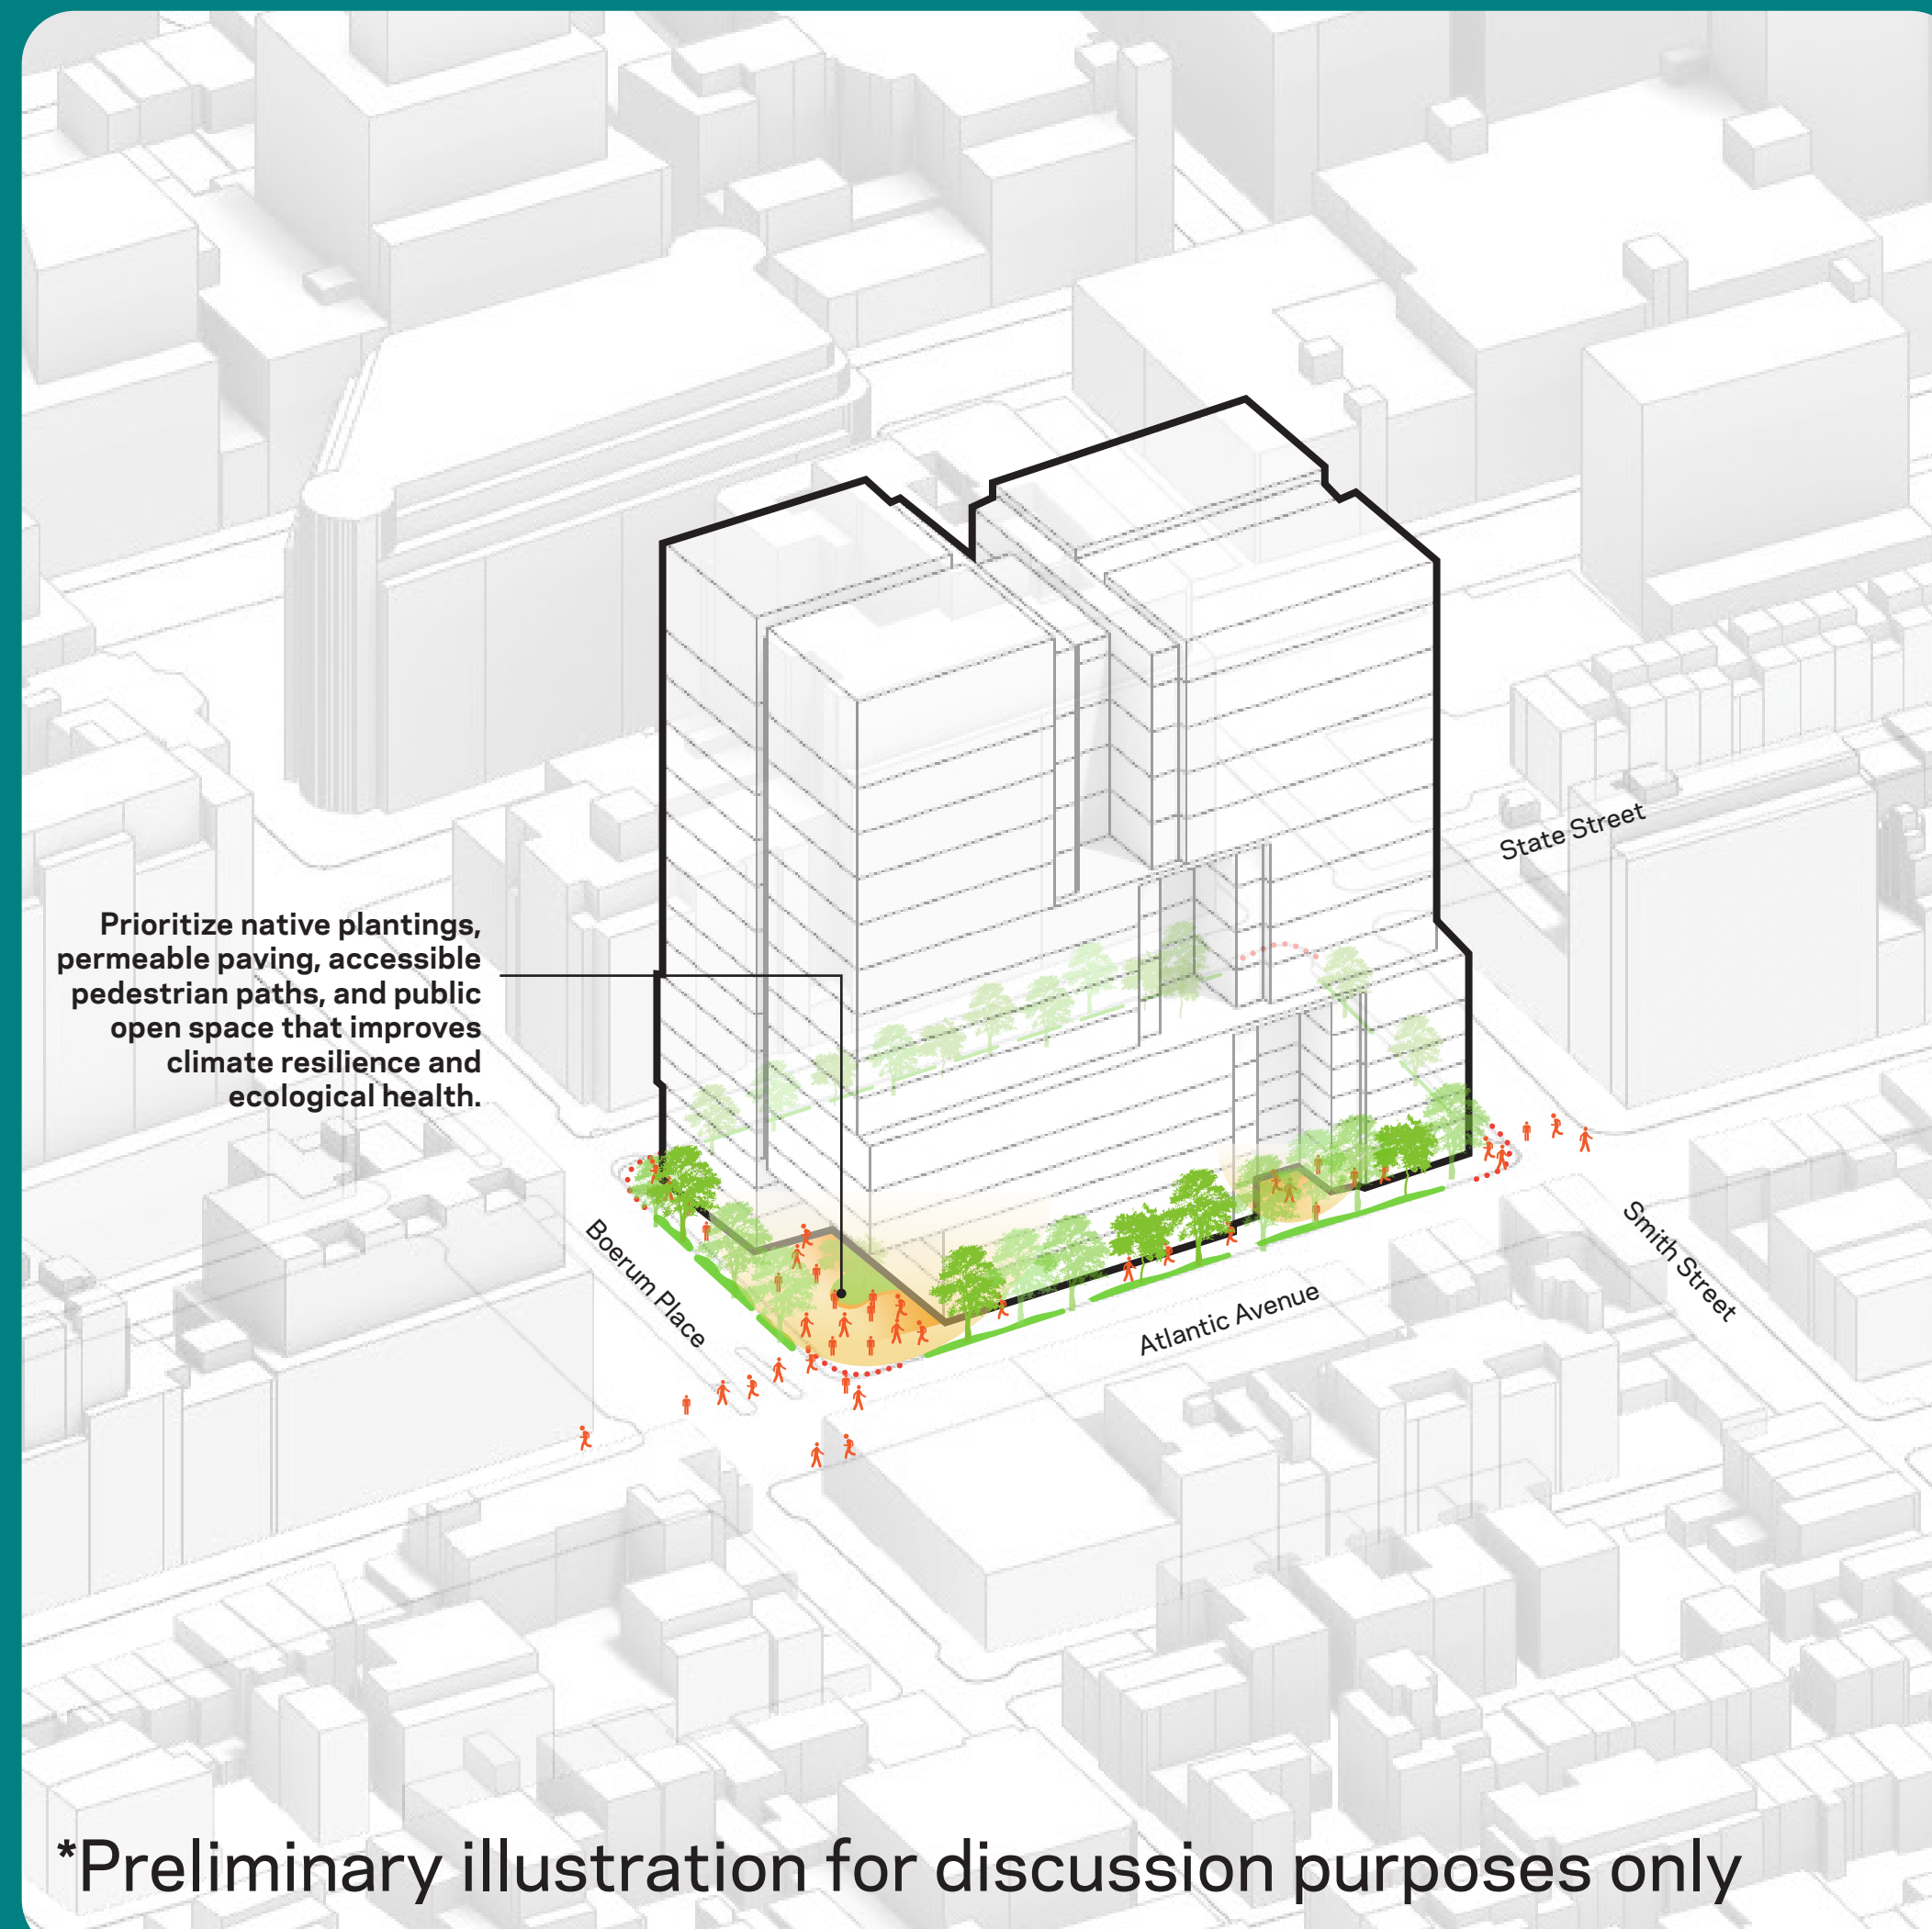 State Street
Prioritize native plantings,
permeable paving, accessible
pedestrian paths, and public
open space that improves
climate resilience and
ecological health.
Boerum Place
Smith Street
Atlantic Avenue
*Preliminary illustration for discussion purposes only